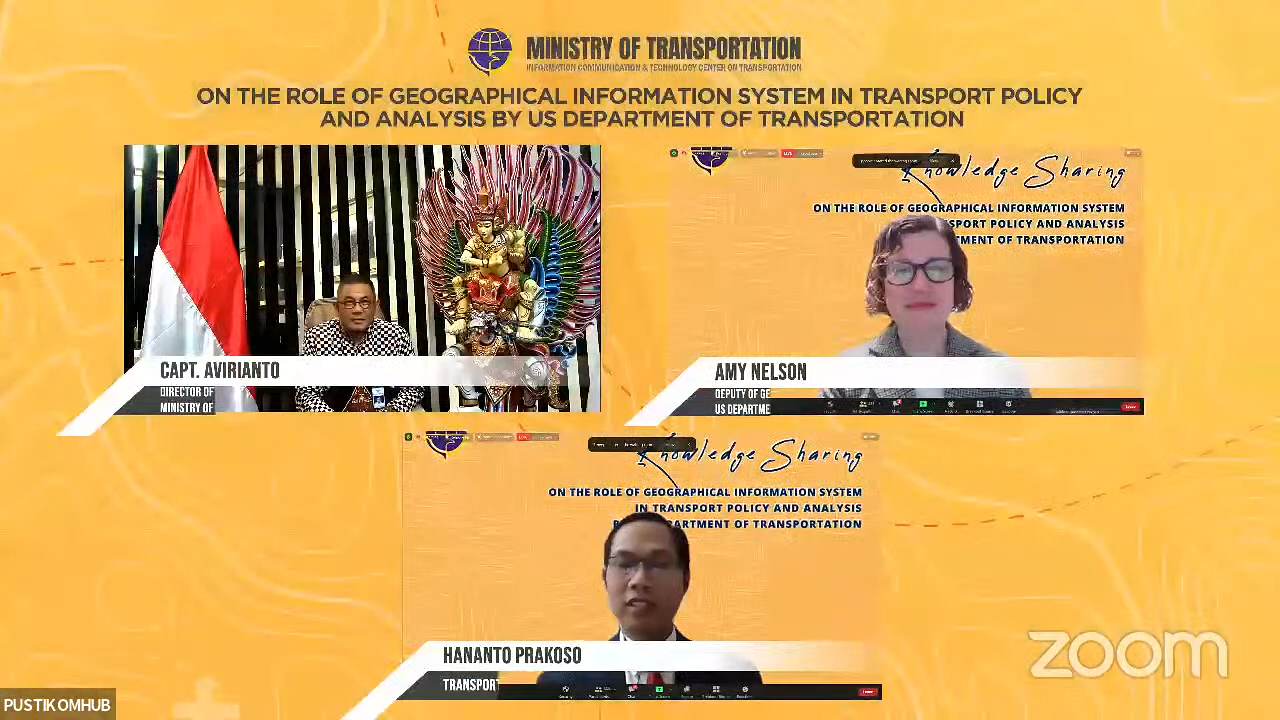 MINISTRY OF TRANSPORTATION
INFORMATION COMMUNICATION & TECHNOLOGY CENTER ON TRANSPORTATION
ON THE ROLE OF GEOGRAPHICAL INFORMATION SYSTEM IN TRANSPORT POLICY
AND ANALYSIS BY US DEPARTMENT OF TRANSPORTATION
CAPT. AVIRIANTO
DIRECTOR OF
MINISTRY OF
Knowledge Sharing
ON THE ROLE OF GEOGRAPHICAL INFORMATION SYSTEM
SPORT POLICY AND ANALYSIS
MENT OF TRANSPORTATION
AMY NELSON
DEPUTY OF GE
US DEPARTME
Knowledge Sharing
ON THE ROLE OF GEOGRAPHICAL INFORMATION SYSTEM
IN TRANSPORT POLICY AND ANALYSIS
ARTMENT OF TRANSPORTATION
HANANTO PRAKOSO
TRANSPORT
zoom
PUSTIKOMHUB